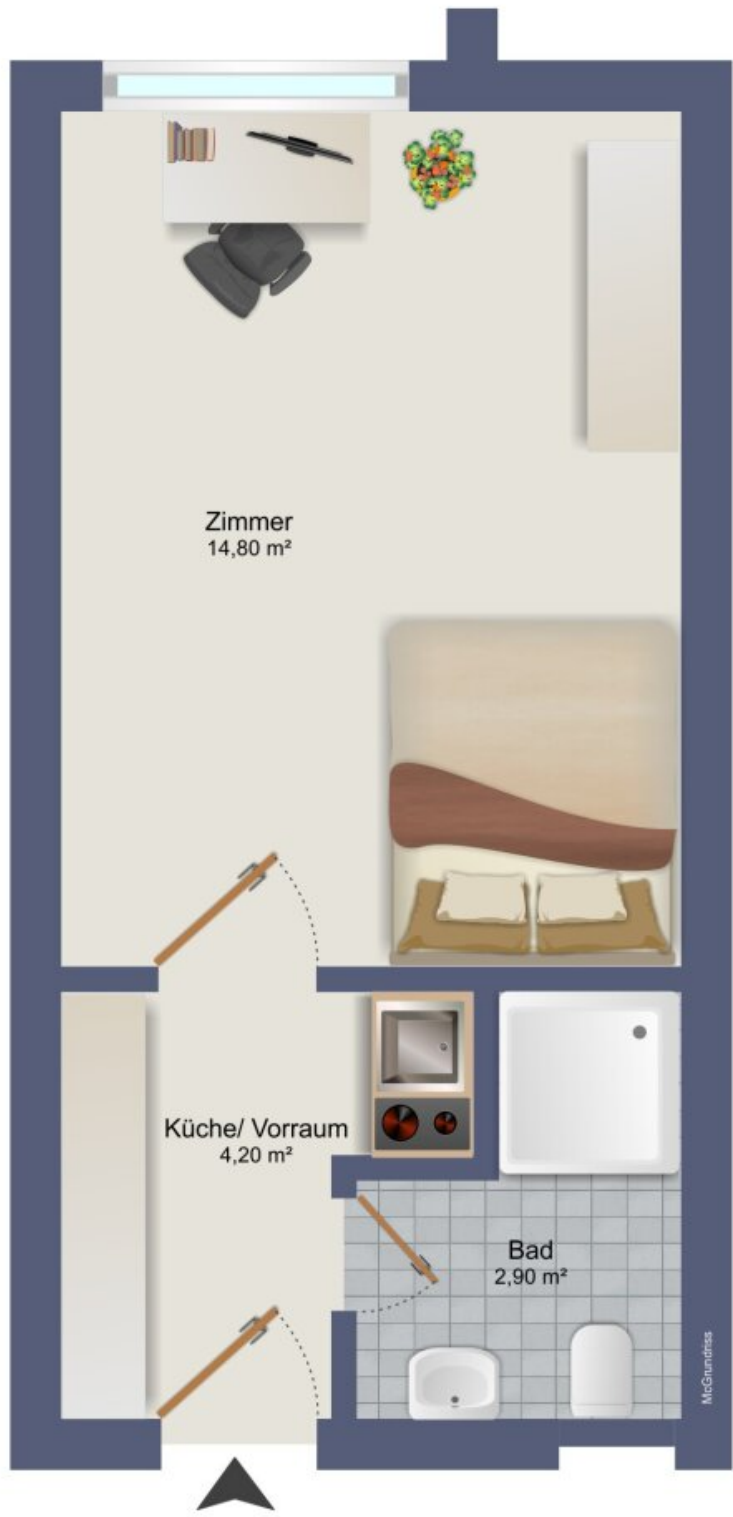 Zimmer
14,80 m²
Küche/ Vorraum
4,20 m²
Bad
2,90 m²
McGrundriss